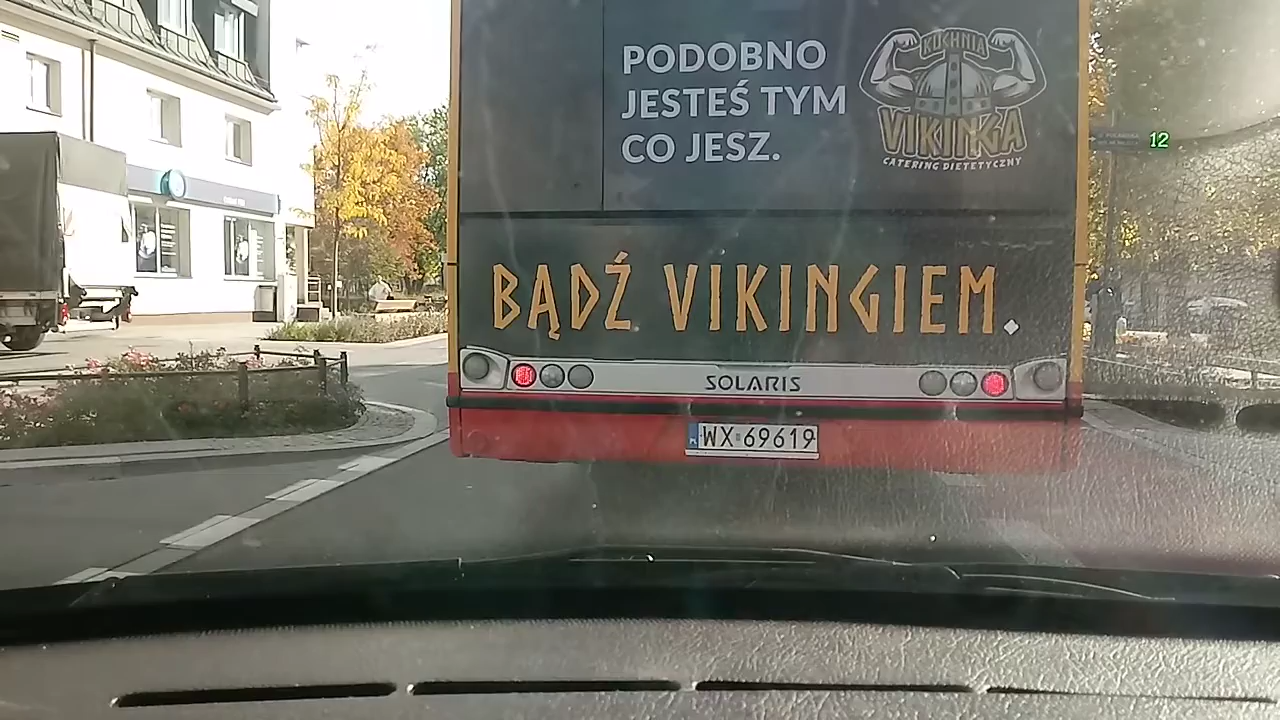 PODOBNO
JESTEŚ TYM
CO JESZ.
KUCHNIA
VIKINGA
CATERING DIETETYCZNY
12
BĄDŹ VIKINGIEM.
SOLARIS
WX 69619